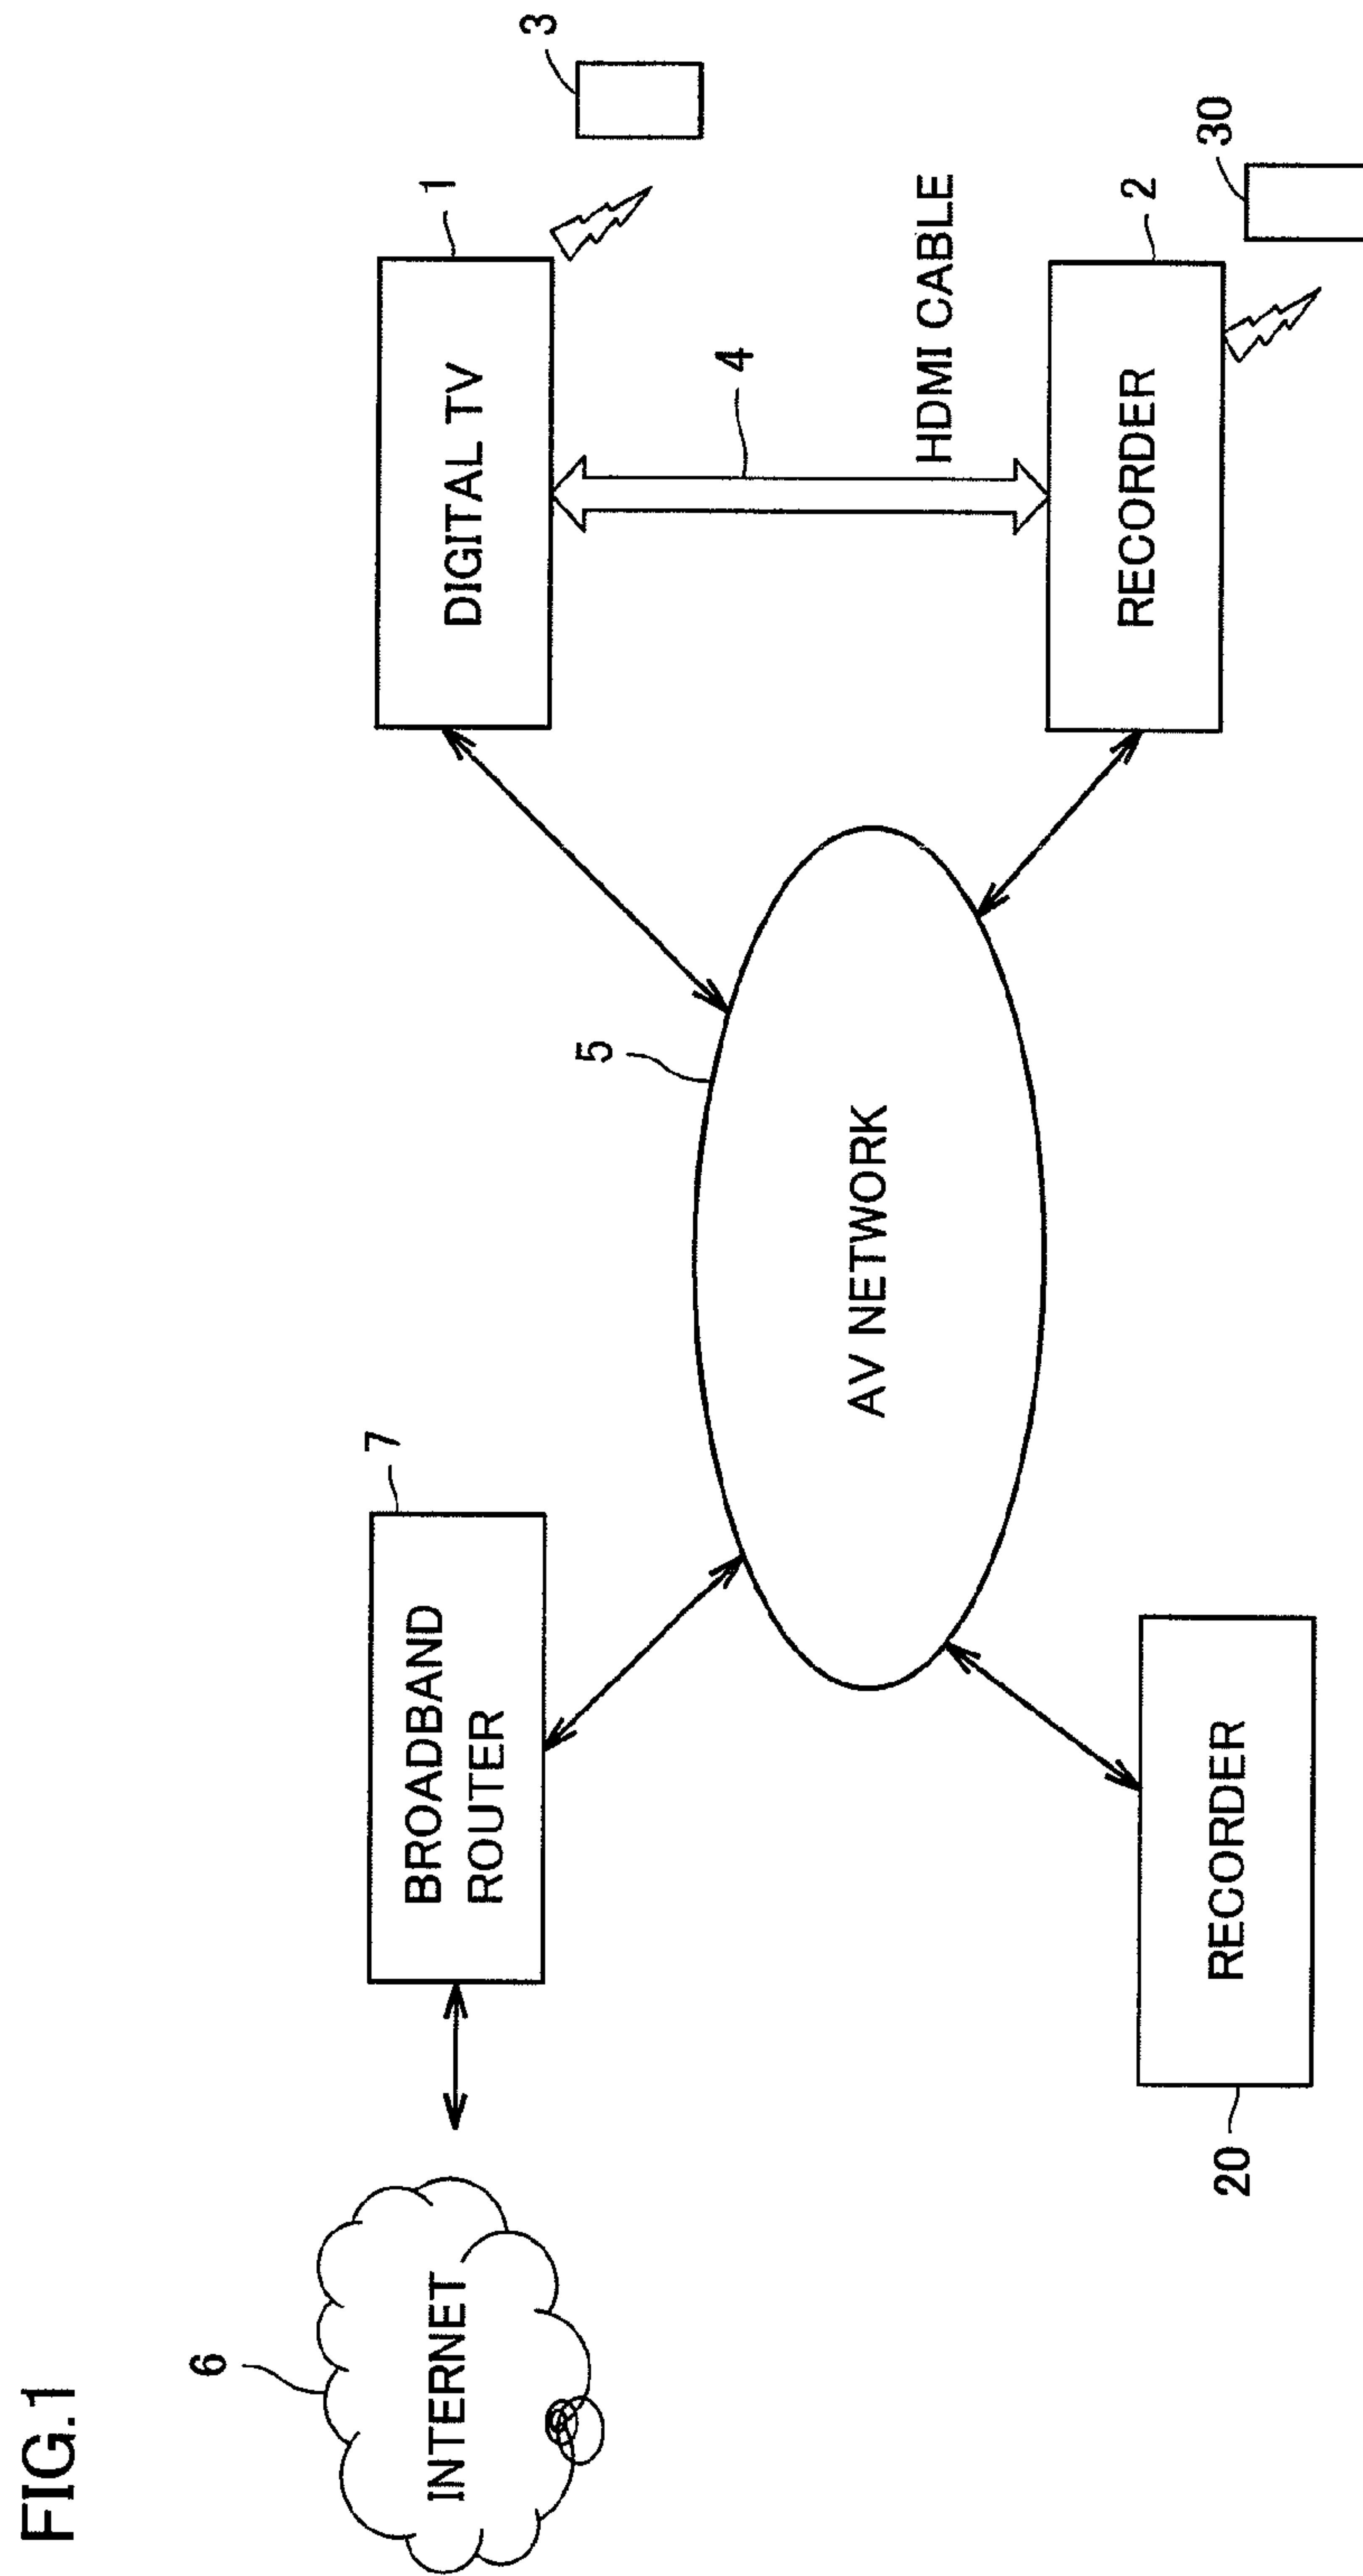 FIG.1
6
INTERNET
7
BROADBAND
ROUTER
20
RECORDER
5
AV NETWORK
1
DIGITAL TV
3
4
HDMI CABLE
2
RECORDER
30